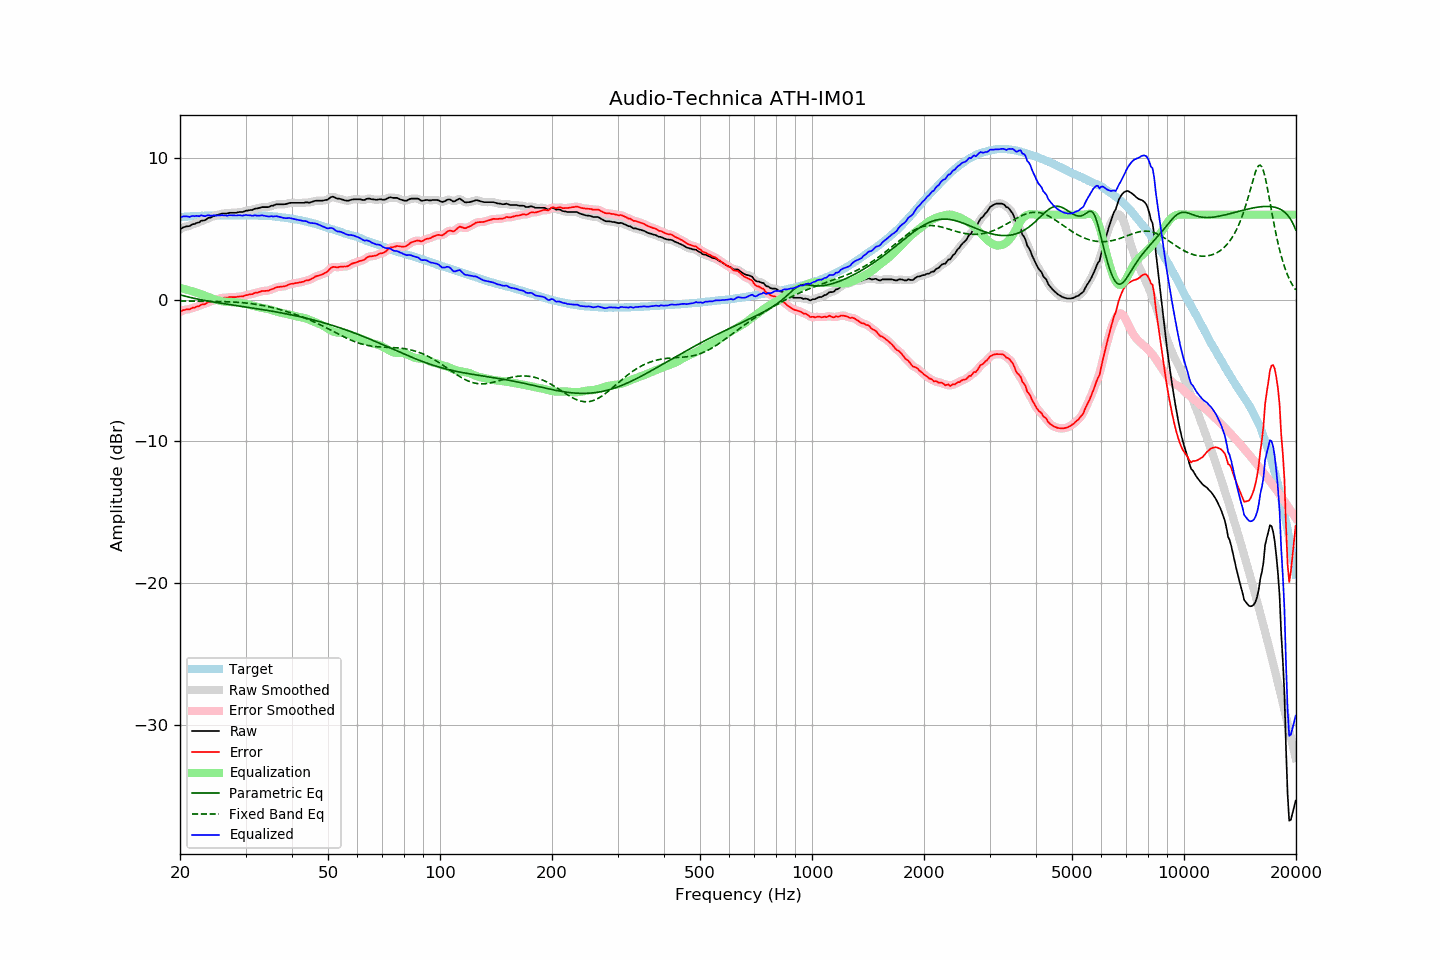 Audio-Technica ATH-IM01
Amplitude (dBr)
10
0
−10
−20
−30
Target
Raw Smoothed
Error Smoothed
Raw
Error
Equalization
Parametric Eq
Fixed Band Eq
Equalized
20 50 100 200 500 1000 2000 5000 10000 20000
Frequency (Hz)